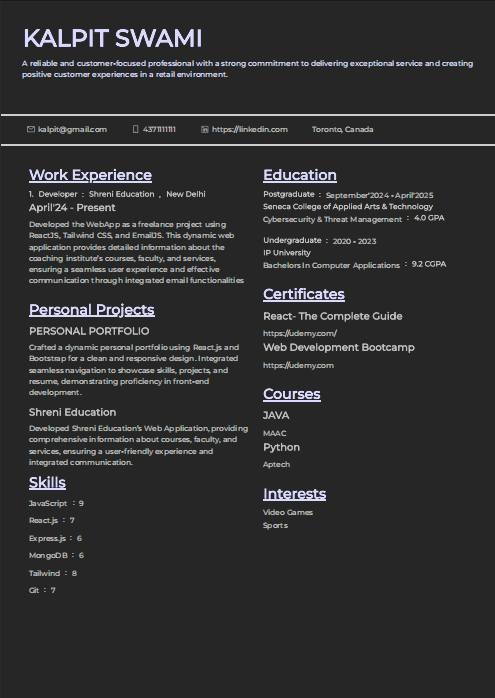 KALPIT SWAMI
A reliable and customer-focused professional with a strong commitment to delivering exceptional service and creating
positive customer experiences in a retail environment.
kalpit@gmail.com 4371111111 https://linkedin.com Toronto, Canada
Work Experience
1. Developer : Shreni Education , New Delhi
April'24 - Present
Developed the WebApp as a freelance project using
ReactJS, Tailwind CSS, and EmailJS. This dynamic web
application provides detailed information about the
coaching institute's courses, faculty, and services,
ensuring a seamless user experience and effective
communication through integrated email functionalities
Personal Projects
PERSONAL PORTFOLIO
Crafted a dynamic personal portfolio using React.js and
Bootstrap for a clean and responsive design. Integrated
seamless navigation to showcase skills, projects, and
resume, demonstrating proficiency in front-end
development.
Shreni Education
Developed Shreni Education's Web Application, providing
comprehensive information about courses, faculty, and
services, ensuring a user-friendly experience and
integrated communication.
Skills
JavaScript : 9
React.js : 7
Express.js : 6
MongoDB : 6
Tailwind : 8
Git : 7
Education
Postgraduate : September'2024 - April'2025
Seneca College of Applied Arts & Technology
Cybersecurity & Threat Management : 4.0 GPA
Undergraduate : 2020 - 2023
IP University
Bachelors In Computer Applications : 9.2 CGPA
Certificates
React- The Complete Guide
https://udemy.com/
Web Development Bootcamp
https://udemy.com
Courses
JAVA
MAAC
Python
Aptech
Interests
Video Games
Sports